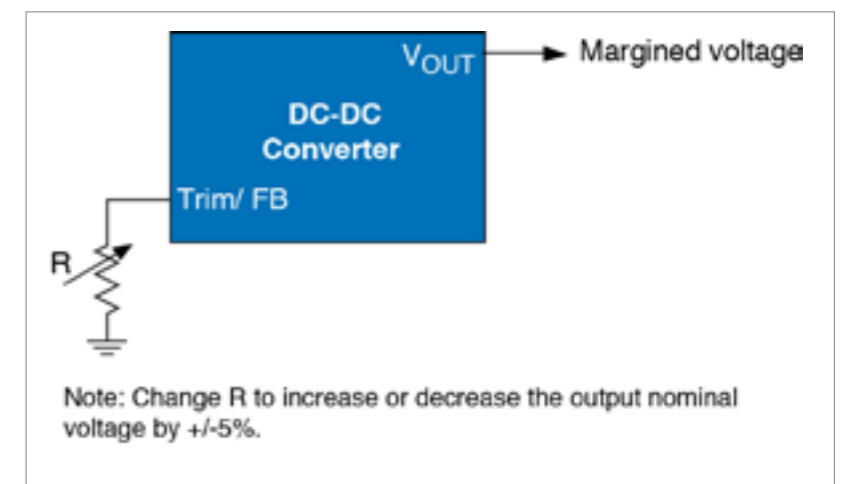 VOUT
Margined voltage
DC-DC
Converter
Trim/ FB
R
Note: Change R to increase or decrease the output nominal
voltage by +/-5%.